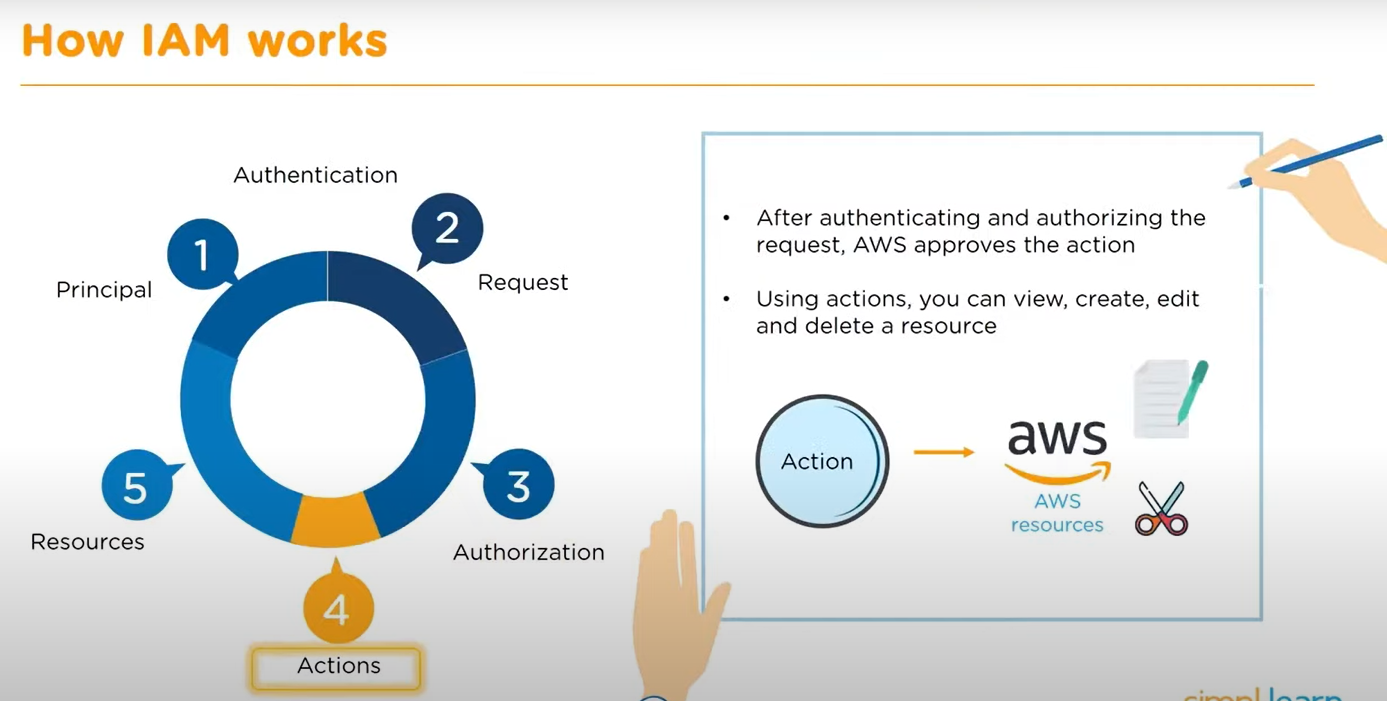 How IAM works
Authentication
2
1
Request
Principal
5
3
Resources
Authorization
4
Actions
• After authenticating and authorizing the
request, AWS approves the action
• Using actions, you can view, create, edit
and delete a resource
Action
aws
AWS
resources
simplilearn